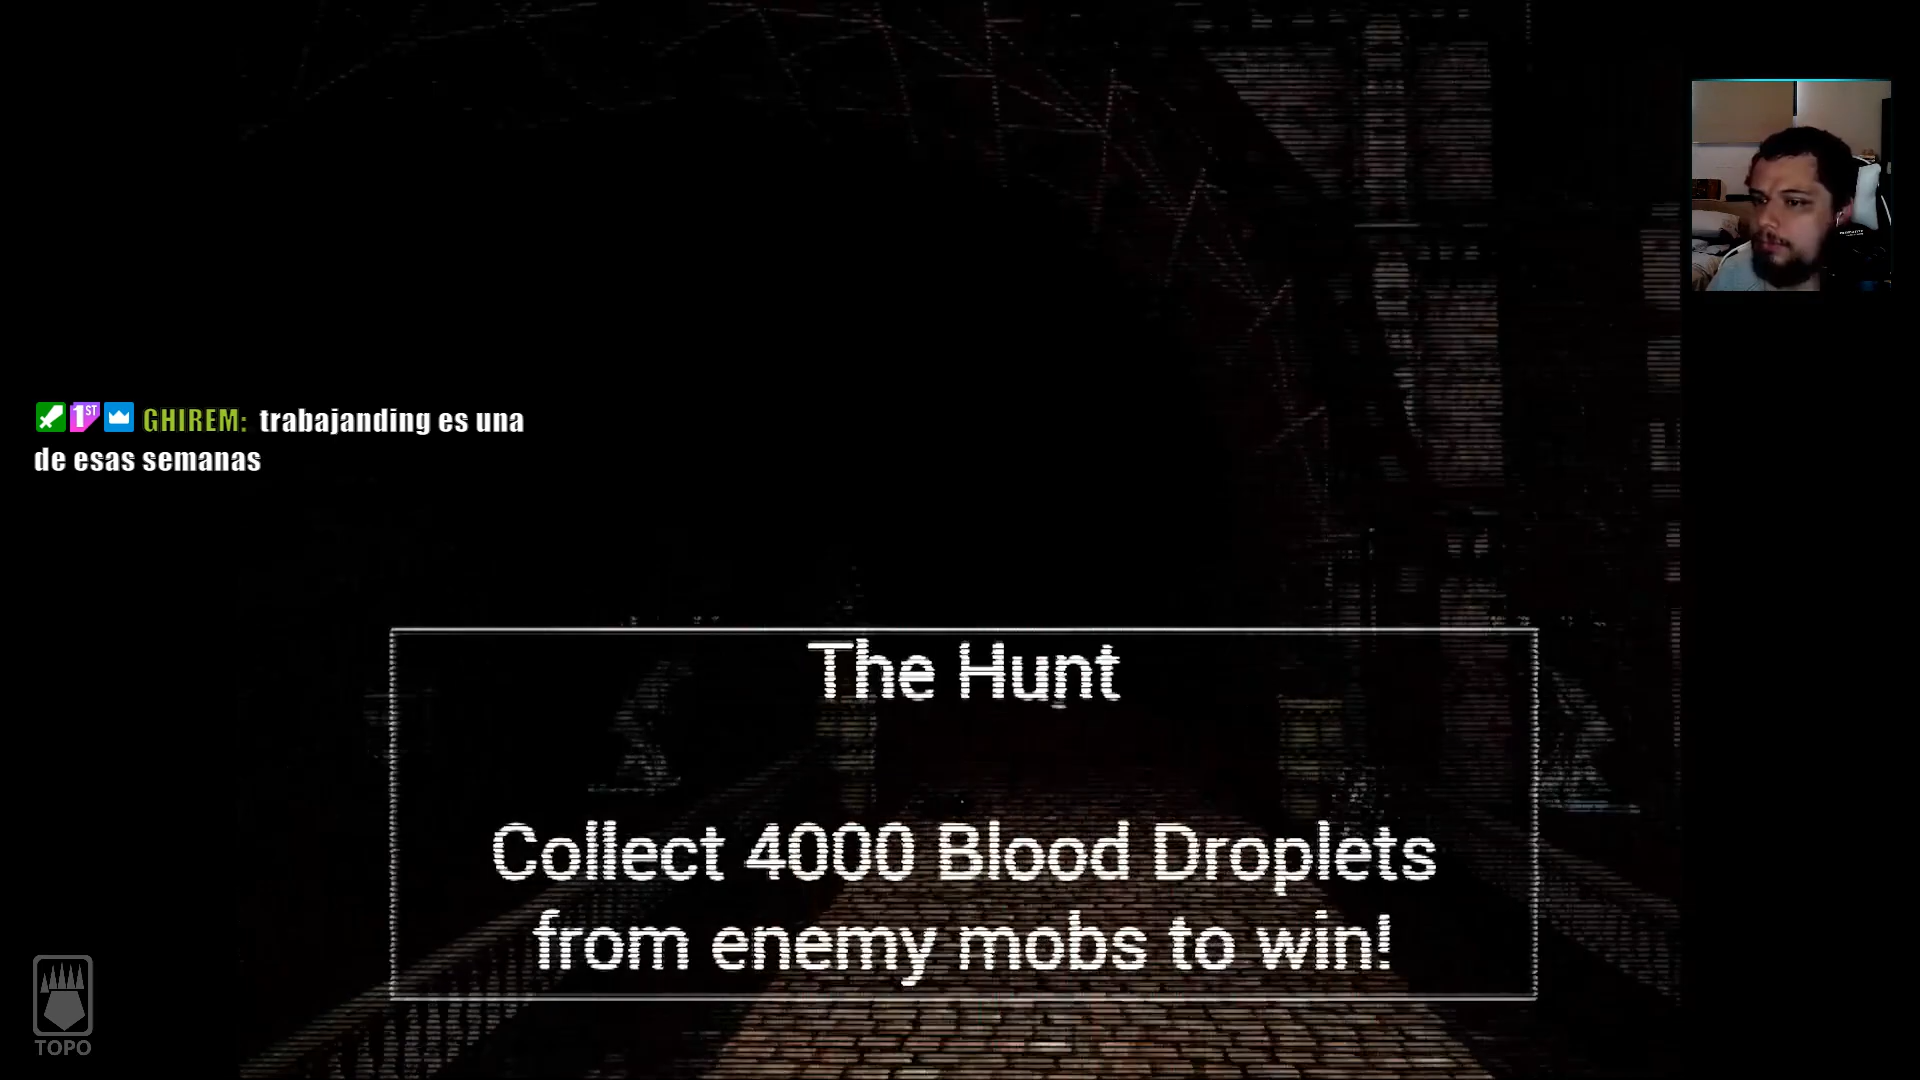 GHIREM: trabajanding es una
de esas semanas
The Hunt
Collect 4000 Blood Droplets
from enemy mobs to win!
1ST
TOPO